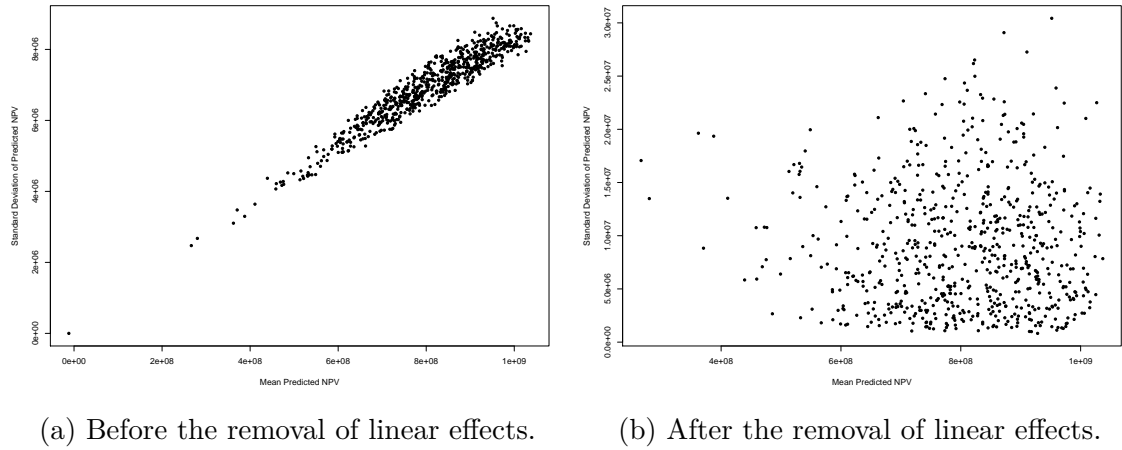 Standard Deviation of Predicted NPV
8e+06
6e+06
4e+06
2e+06
0e+00
0e+00 2e+08 4e+08 6e+08 8e+08 1e+09
Mean Predicted NPV
(a) Before the removal of linear effects.
Standard Deviation of Predicted NPV
3.0e+07
2.5e+07
2.0e+07
1.5e+07
1.0e+07
5.0e+06
0.0e+00
4e+08 6e+08 8e+08 1e+09
Mean Predicted NPV
(b) After the removal of linear effects.